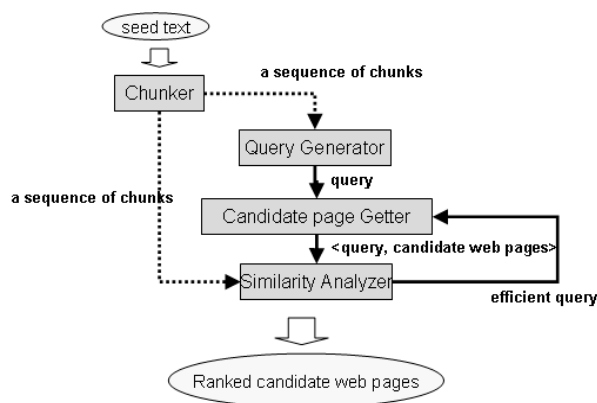 seed text
a sequence of chunks
Chunker
Query Generator
query
a sequence of chunks
Candidate page Getter
<query, candidate web pages>
Similarity Analyzer
efficient query
Ranked candidate web pages